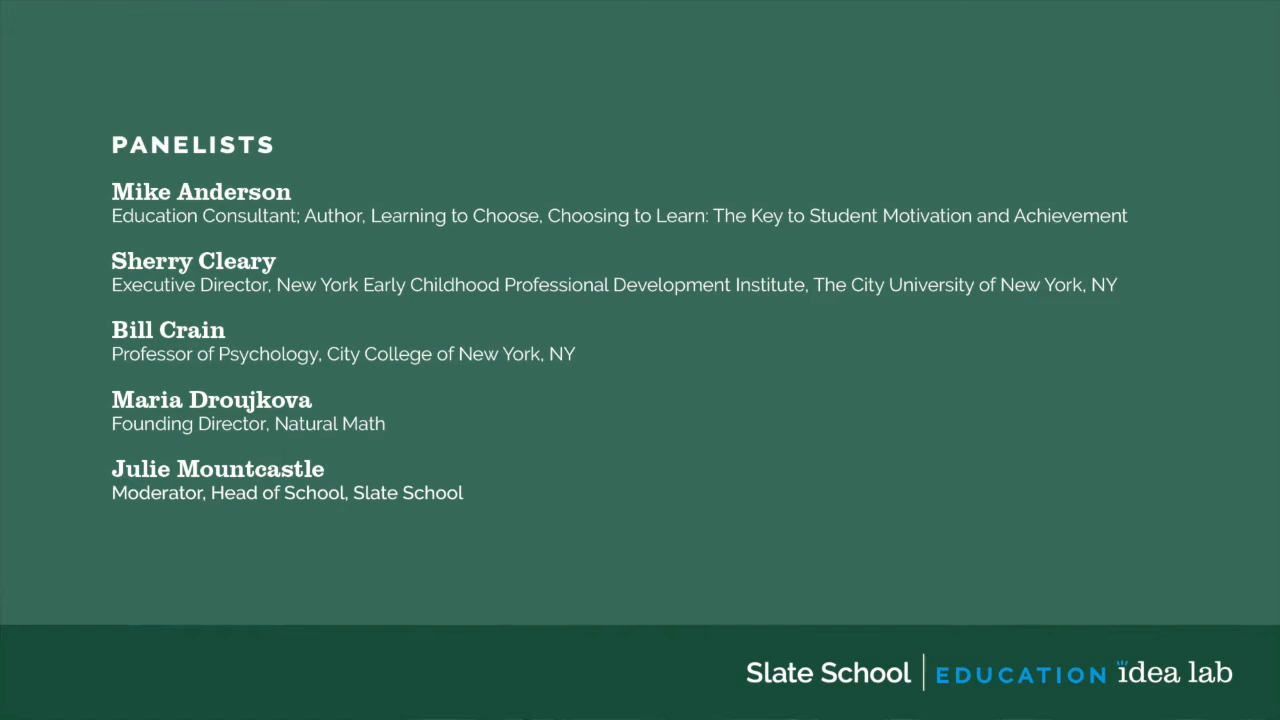 PANELISTS
Mike Anderson
Education Consultant; Author, Learning to Choose, Choosing to Learn: The Key to Student Motivation and Achievement
Sherry Cleary
Executive Director, New York Early Childhood Professional Development Institute, The City University of New York, NY
Bill Crain
Professor of Psychology, City College of New York, NY
Maria Droujkova
Founding Director, Natural Math
Julie Mountcastle
Moderator, Head of School, Slate School
Slate School | EDUCATION idea lab